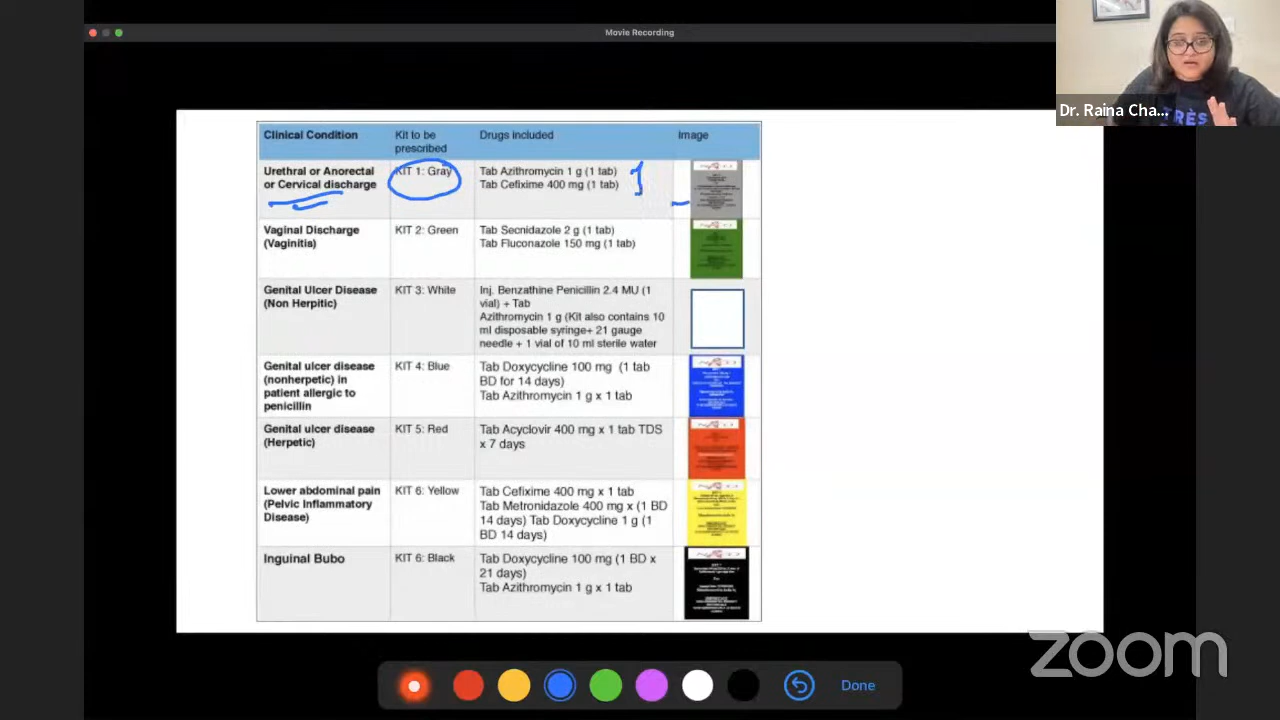 Movie Recording
Dr. Raina Cha...
TRÈS
Clinical Condition
Kit to be
prescribed
Drugs included
Image
Urethral or Anorectal
or Cervical discharge
KIT 1: Gray
Tab Azithromycin 1 g (1 tab)
Tab Cefixime 400 mg (1 tab)
Vaginal Discharge
(Vaginitis)
KIT 2: Green
Tab Secnidazole 2 g (1 tab)
Tab Fluconazole 150 mg (1 tab)
Genital Ulcer Disease
(Non Herpitic)
KIT 3: White
Inj. Benzathine Penicillin 2.4 MU (1
vial) + Tab
Azithromycin 1 g (Kit also contains 10
ml disposable syringe+ 21 gauge
needle + 1 vial of 10 ml sterile water
Genital ulcer disease
(nonherpetic) in
patient allergic to
penicillin
KIT 4: Blue
Tab Doxycycline 100 mg (1 tab
BD for 14 days)
Tab Azithromycin 1 g x 1 tab
Genital ulcer disease
(Herpetic)
KIT 5: Red
Tab Acyclovir 400 mg x 1 tab TDS
x 7 days
Lower abdominal pain
(Pelvic Inflammatory
Disease)
KIT 6: Yellow
Tab Cefixime 400 mg x 1 tab
Tab Metronidazole 400 mg x (1 BD
14 days) Tab Doxycycline 1 g (1
BD 14 days)
Inguinal Bubo
KIT 6: Black
Tab Doxycycline 100 mg (1 BD x
21 days)
Tab Azithromycin 1 g x 1 tab
zoom
Done